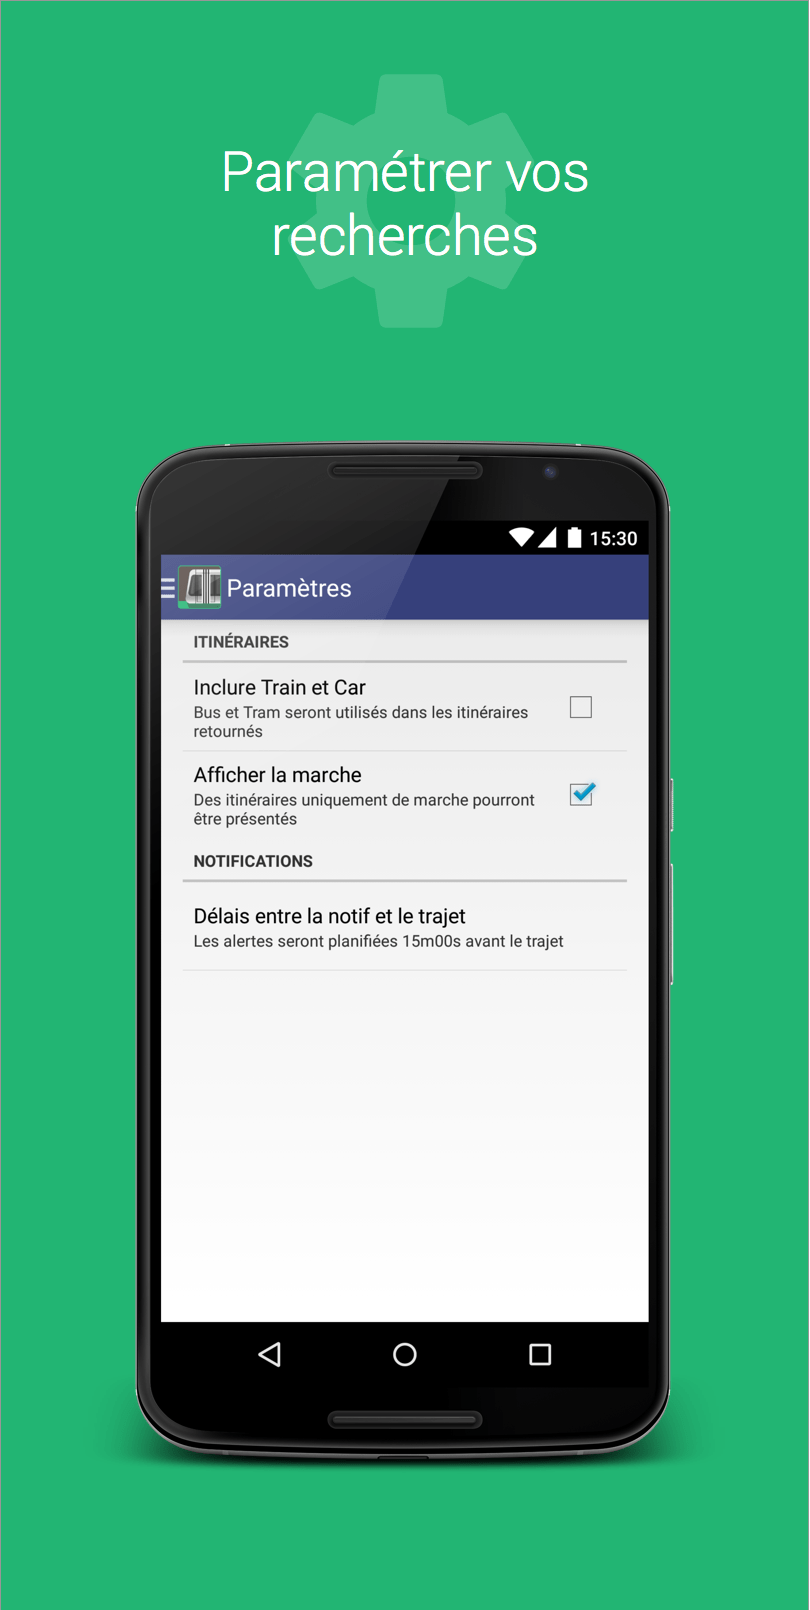 Paramétrer vos
recherches
15:30
Paramètres
ITINÉRAIRES
Inclure Train et Car
Bus et Tram seront utilisés dans les itinéraires
retournés
Afficher la marche
Des itinéraires uniquement de marche pourront
être présentés
NOTIFICATIONS
Délais entre la notif et le trajet
Les alertes seront planifiées 15m00s avant le trajet